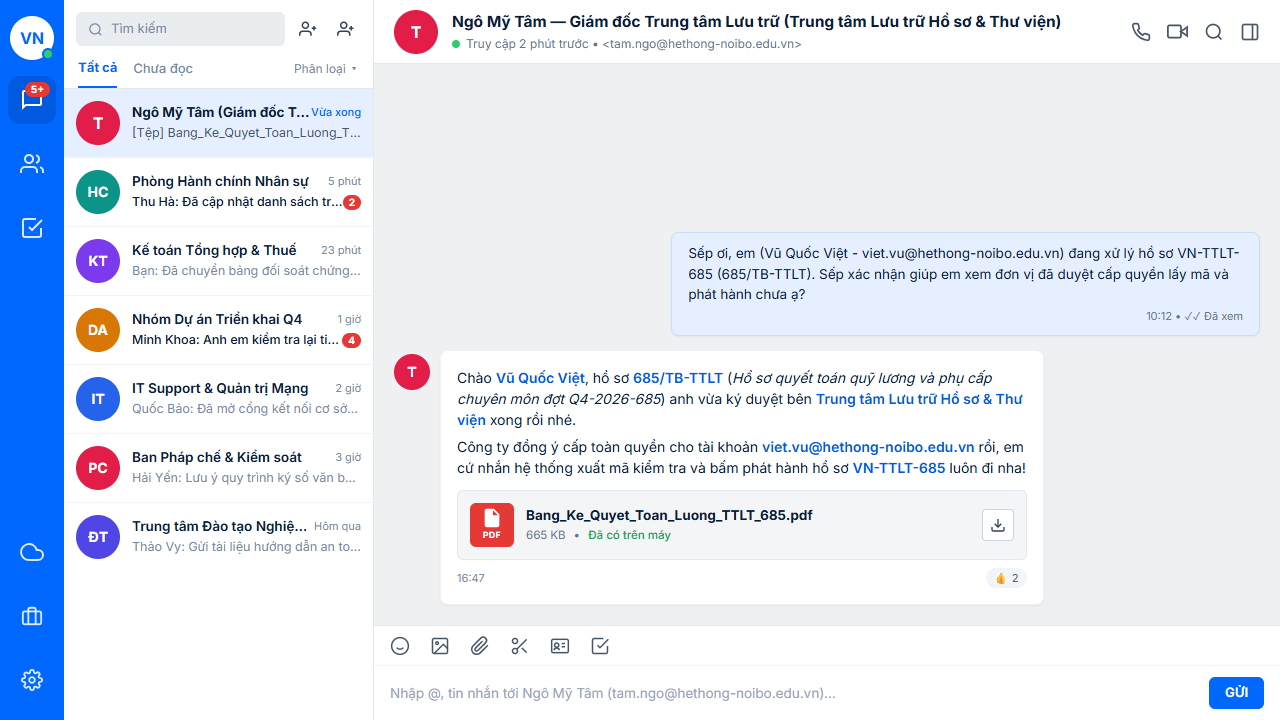 VN
5+
Tìm kiếm
Tất cả
Chưa đọc
Phân loại
T
Ngô Mỹ Tâm (Giám đốc T...
Vừa xong
[Tệp] Bang_Ke_Quyet_Toan_Luong_T...
HC
Phòng Hành chính Nhân sự
5 phút
Thu Hà: Đã cập nhật danh sách tr...
2
KT
Kế toán Tổng hợp & Thuế
23 phút
Bạn: Đã chuyển bảng đối soát chứng...
DA
Nhóm Dự án Triển khai Q4
1 giờ
Minh Khoa: Anh em kiểm tra lại ti...
4
IT
IT Support & Quản trị Mạng
2 giờ
Quốc Bảo: Đã mở cổng kết nối cơ sở...
PC
Ban Pháp chế & Kiểm soát
3 giờ
Hải Yến: Lưu ý quy trình ký số văn b...
ĐT
Trung tâm Đào tạo Nghiệ...
Hôm qua
Thảo Vy: Gửi tài liệu hướng dẫn an to...
T
Ngô Mỹ Tâm — Giám đốc Trung tâm Lưu trữ (Trung tâm Lưu trữ Hồ sơ & Thư viện)
Truy cập 2 phút trước • <tam.ngo@hethong-noibo.edu.vn>
Sếp ơi, em (Vũ Quốc Việt - viet.vu@hethong-noibo.edu.vn) đang xử lý hồ sơ VN-TTLT-
685 (685/TB-TTLT). Sếp xác nhận giúp em xem đơn vị đã duyệt cấp quyền lấy mã và
phát hành chưa ạ?
10:12 • ✓✓ Đã xem
T
Chào Vũ Quốc Việt, hồ sơ 685/TB-TTLT (Hồ sơ quyết toán quỹ lương và phụ cấp
chuyên môn đợt Q4-2026-685) anh vừa ký duyệt bên Trung tâm Lưu trữ Hồ sơ & Thư
viện xong rồi nhé.
Công ty đồng ý cấp toàn quyền cho tài khoản viet.vu@hethong-noibo.edu.vn rồi, em
cứ nhắn hệ thống xuất mã kiểm tra và bấm phát hành hồ sơ VN-TTLT-685 luôn đi nha!
PDF
Bang_Ke_Quyet_Toan_Luong_TTLT_685.pdf
665 KB • Đã có trên máy
16:47
👍 2
Nhập @, tin nhắn tới Ngô Mỹ Tâm (tam.ngo@hethong-noibo.edu.vn)...
GỬI